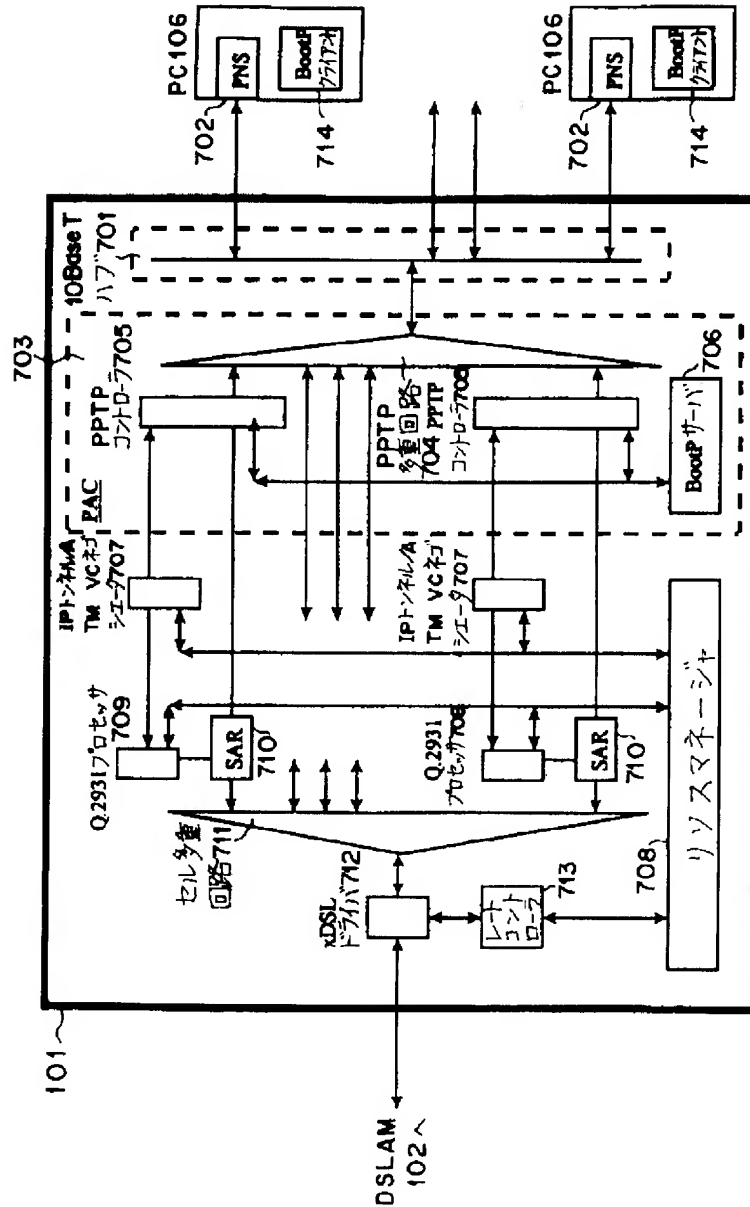 101
DSLAM
102へ
xDSL
ドライバ712
レート
コント
ローラ
713
セル多重
回路711
Q.2931プロセッサ
709
SAR
710
Q.2931
プロセッサ709
SAR
710
708
リソスマネージャ
IPトンネル/A
TM VCネゴ
シエータ707
IPトンネル/A
TM VCネゴ
シエータ707
703
PAC
PPTP
コントローラ705
PPTP
多重回路
704
PPTP
コントローラ705
706
BootPサーバ
10BaseT
ハブ701
PC106
702
PNS
BootP
クライアント
714
PC106
702
PNS
BootP
クライアント
714